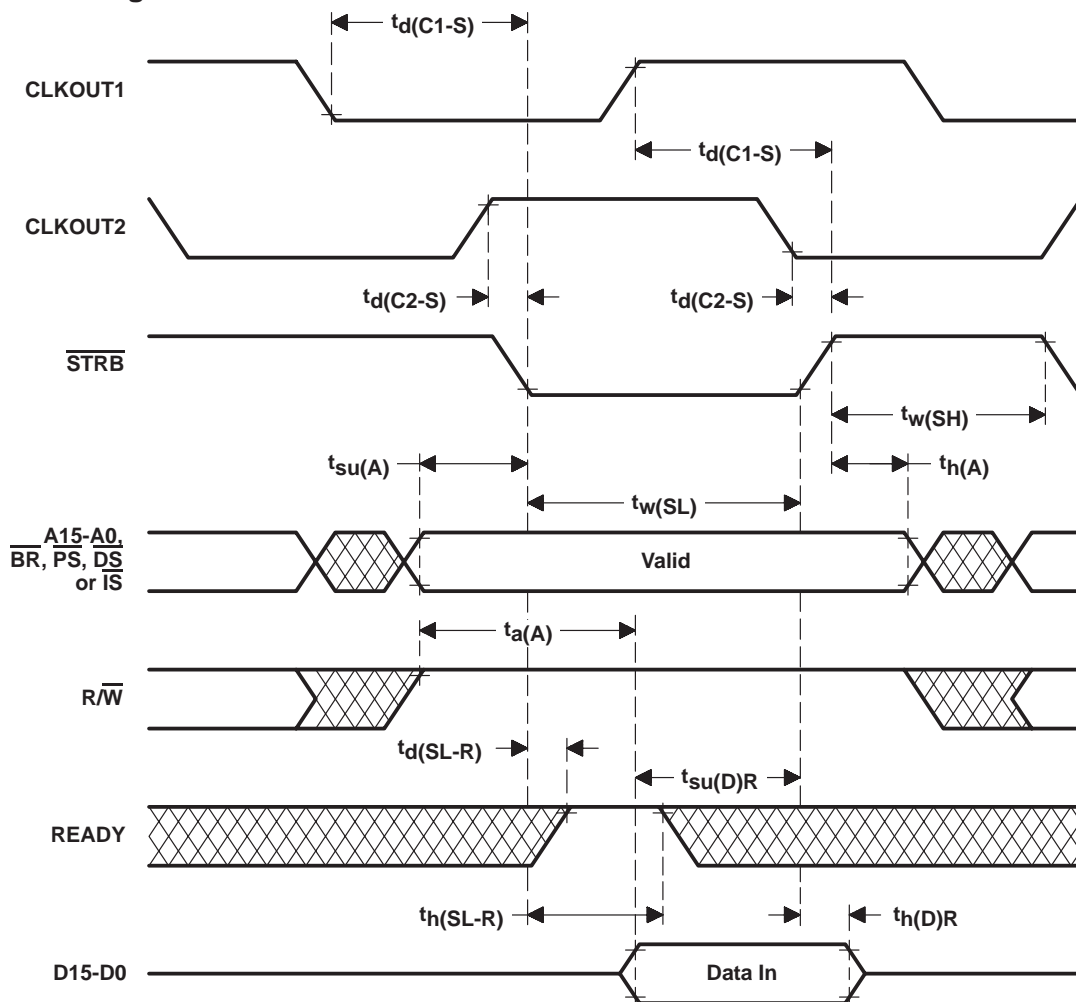 td(C1-S)
CLKOUT1
td(C1-S)
CLKOUT2
td(C2-S)
td(C2-S)
STRB
tw(SH)
tsu(A)
th(A)
tw(SL)
A15-A0,
BR, PS, DS
or IS
Valid
ta(A)
R/W
td(SL-R)
tsu(D)R
READY
th(SL-R)
th(D)R
D15-D0
Data In